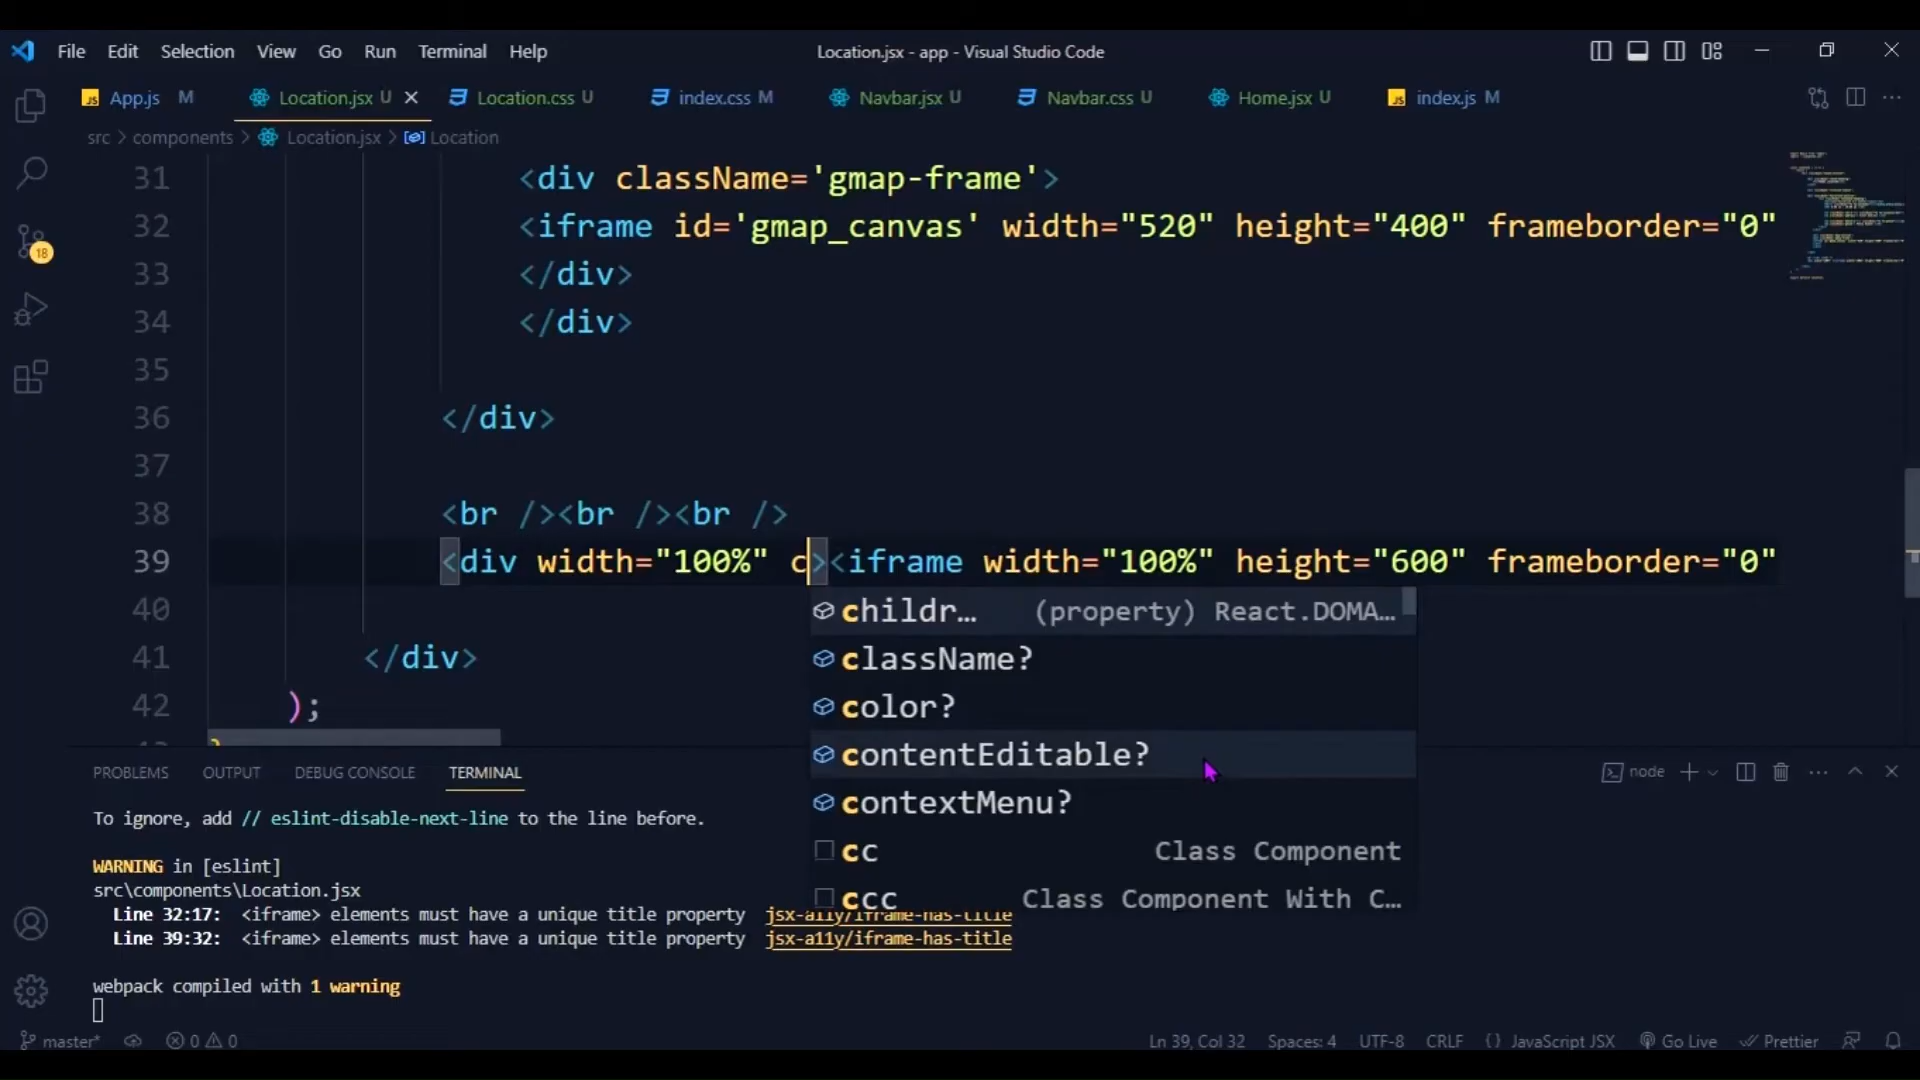 File Edit Selection View Go Run Terminal Help Location.jsx - app - Visual Studio Code
JS App.js M Location.jsx U Location.css U index.css M Navbar.jsx U Navbar.css U Home.jsx U JS index.js M
src > components > Location.jsx > Location
31 <div className='gmap-frame'>
32 <iframe id='gmap_canvas' width="520" height="400" frameborder="0"
33 </div>
34 </div>
35
36 </div>
37
38 <br /><br /><br />
39 <div width="100%" c><iframe width="100%" height="600" frameborder="0"
40
41 </div>
42 );
childr… (property) React.DOMA…
className?
color?
contentEditable?
contextMenu?
cc Class Component
ccc Class Component With C…
18
PROBLEMS OUTPUT DEBUG CONSOLE TERMINAL node
To ignore, add // eslint-disable-next-line to the line before.
WARNING in [eslint]
src\components\Location.jsx
Line 32:17: <iframe> elements must have a unique title property jsx-a11y/iframe-has-title
Line 39:32: <iframe> elements must have a unique title property jsx-a11y/iframe-has-title
webpack compiled with 1 warning
master* 0 0 Ln 39, Col 32 Spaces: 4 UTF-8 CRLF {} JavaScript JSX Go Live Prettier